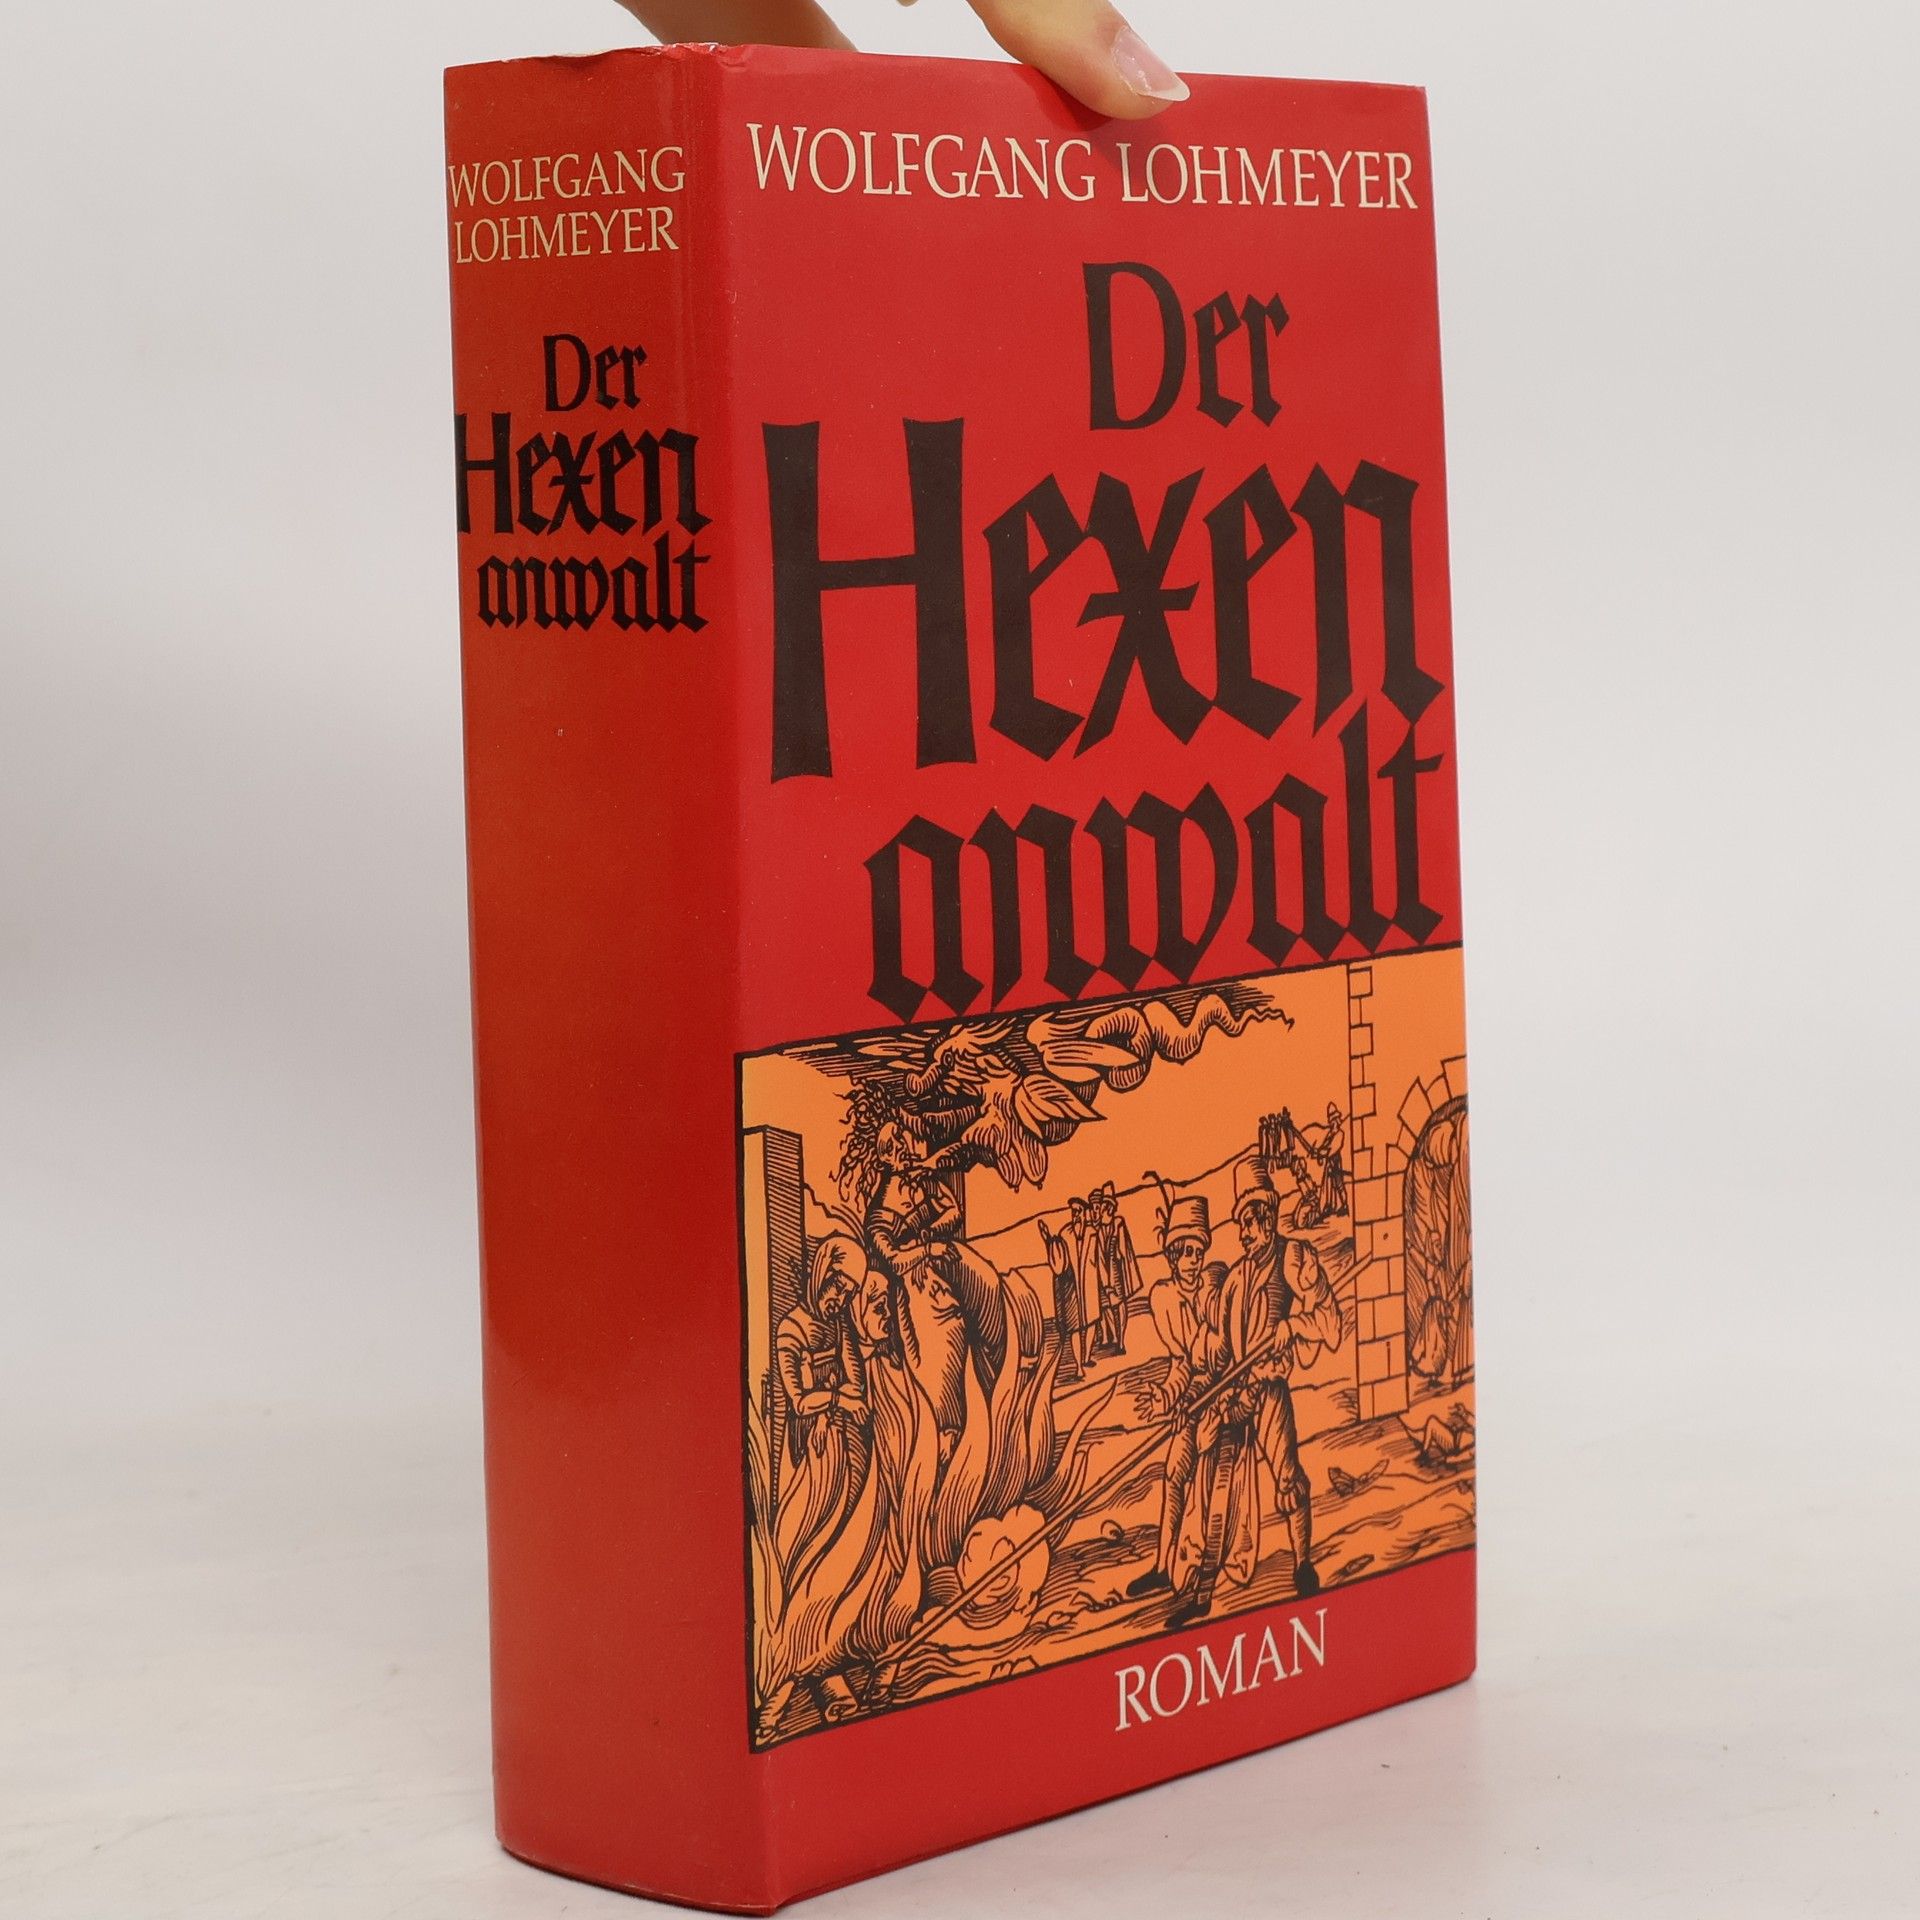 WOLFGANG
LOHMEYER
Der
Hexen
anwalt
WOLFGANG LOHMEYER
Der
Hexen
anwalt
ROMAN